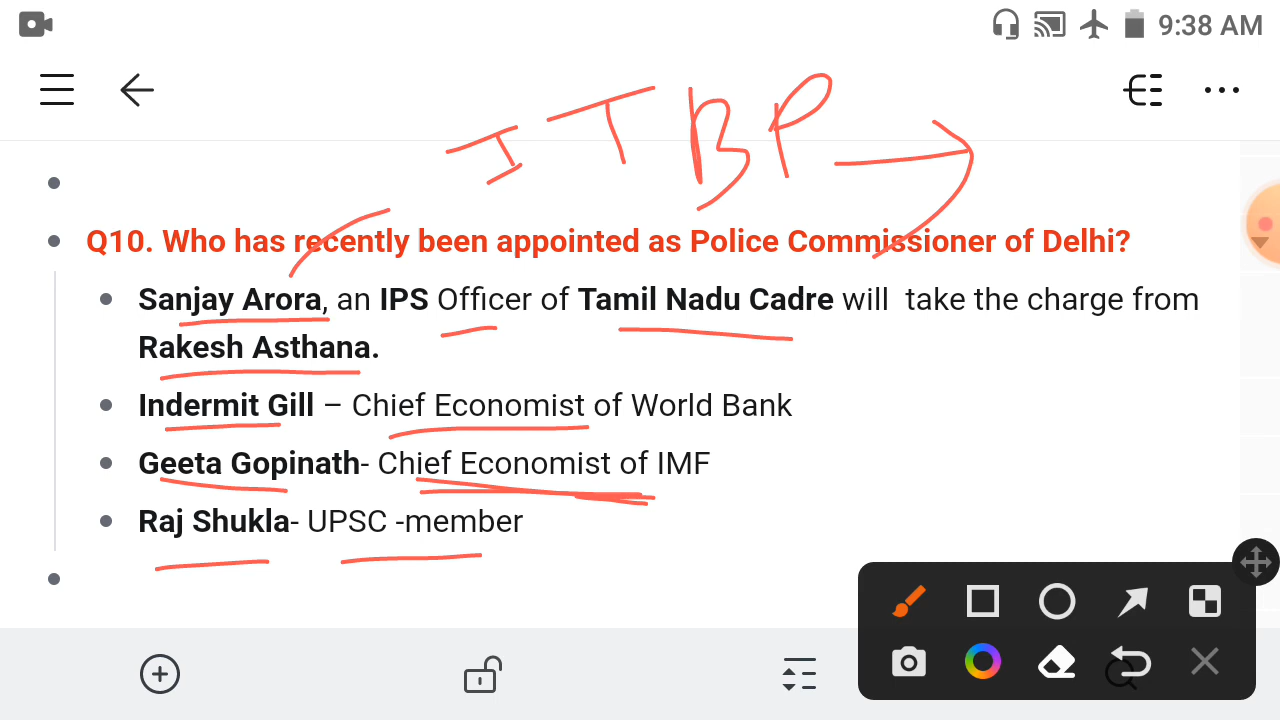 9:38 AM
ITBP
Q10. Who has recently been appointed as Police Commissioner of Delhi?
Sanjay Arora, an IPS Officer of Tamil Nadu Cadre will take the charge from
Rakesh Asthana.
Indermit Gill – Chief Economist of World Bank
Geeta Gopinath- Chief Economist of IMF
Raj Shukla- UPSC -member